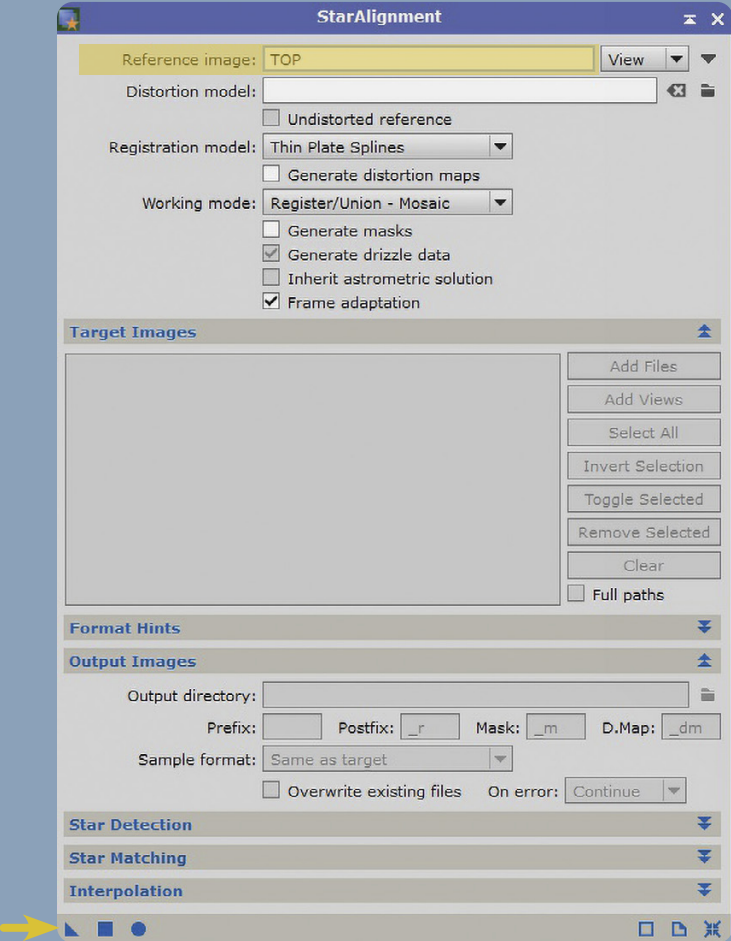 StarAlignment
Reference image: TOP View
Distortion model:
Undistorted reference
Registration model: Thin Plate Splines
Generate distortion maps
Working mode: Register/Union - Mosaic
Generate masks
Generate drizzle data
Inherit astrometric solution
Frame adaptation
Target Images
Add Files
Add Views
Select All
Invert Selection
Toggle Selected
Remove Selected
Clear
Full paths
Format Hints
Output Images
Output directory:
Prefix: Postfix: _r Mask: _m D.Map: _dm
Sample format: Same as target
Overwrite existing files On error: Continue
Star Detection
Star Matching
Interpolation